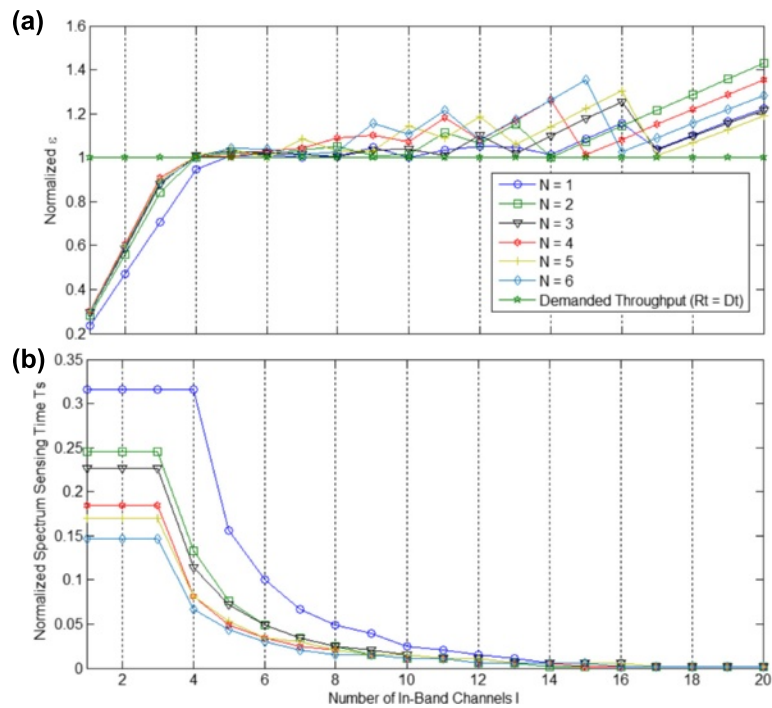 (a)
1.6
1.4
1.2
1
0.8
0.6
0.4
0.2
Normalized ε
N = 1
N = 2
N = 3
N = 4
N = 5
N = 6
Demanded Throughput (Rt = Dt)
(b)
0.35
0.3
0.25
0.2
0.15
0.1
0.05
0
Normalized Spectrum Sensing Time Ts
2 4 6 8 10 12 14 16 18 20
Number of In-Band Channels I